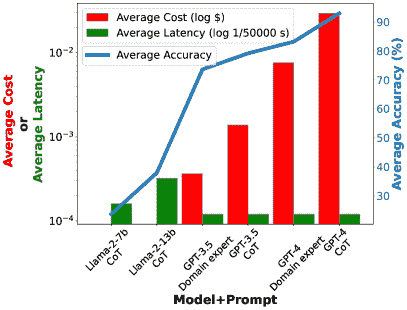 Average Cost (log $)
Average Latency (log 1/50000 s)
Average Accuracy
10⁻²
10⁻³
10⁻⁴
90
80
70
60
50
40
30
Average Cost
or
Average Latency
Average Accuracy (%)
Llama-2-7b
CoT
Llama-2-13b
CoT
GPT-3.5
Domain expert
GPT-3.5
CoT
GPT-4
Domain expert
GPT-4
CoT
Model+Prompt